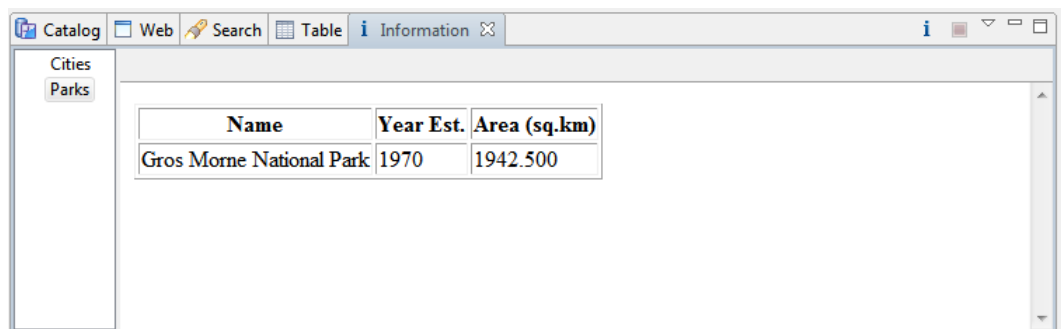 Catalog Web Search Table i Information
Cities
Parks
Name Year Est. Area (sq.km)
Gros Morne National Park 1970 1942.500